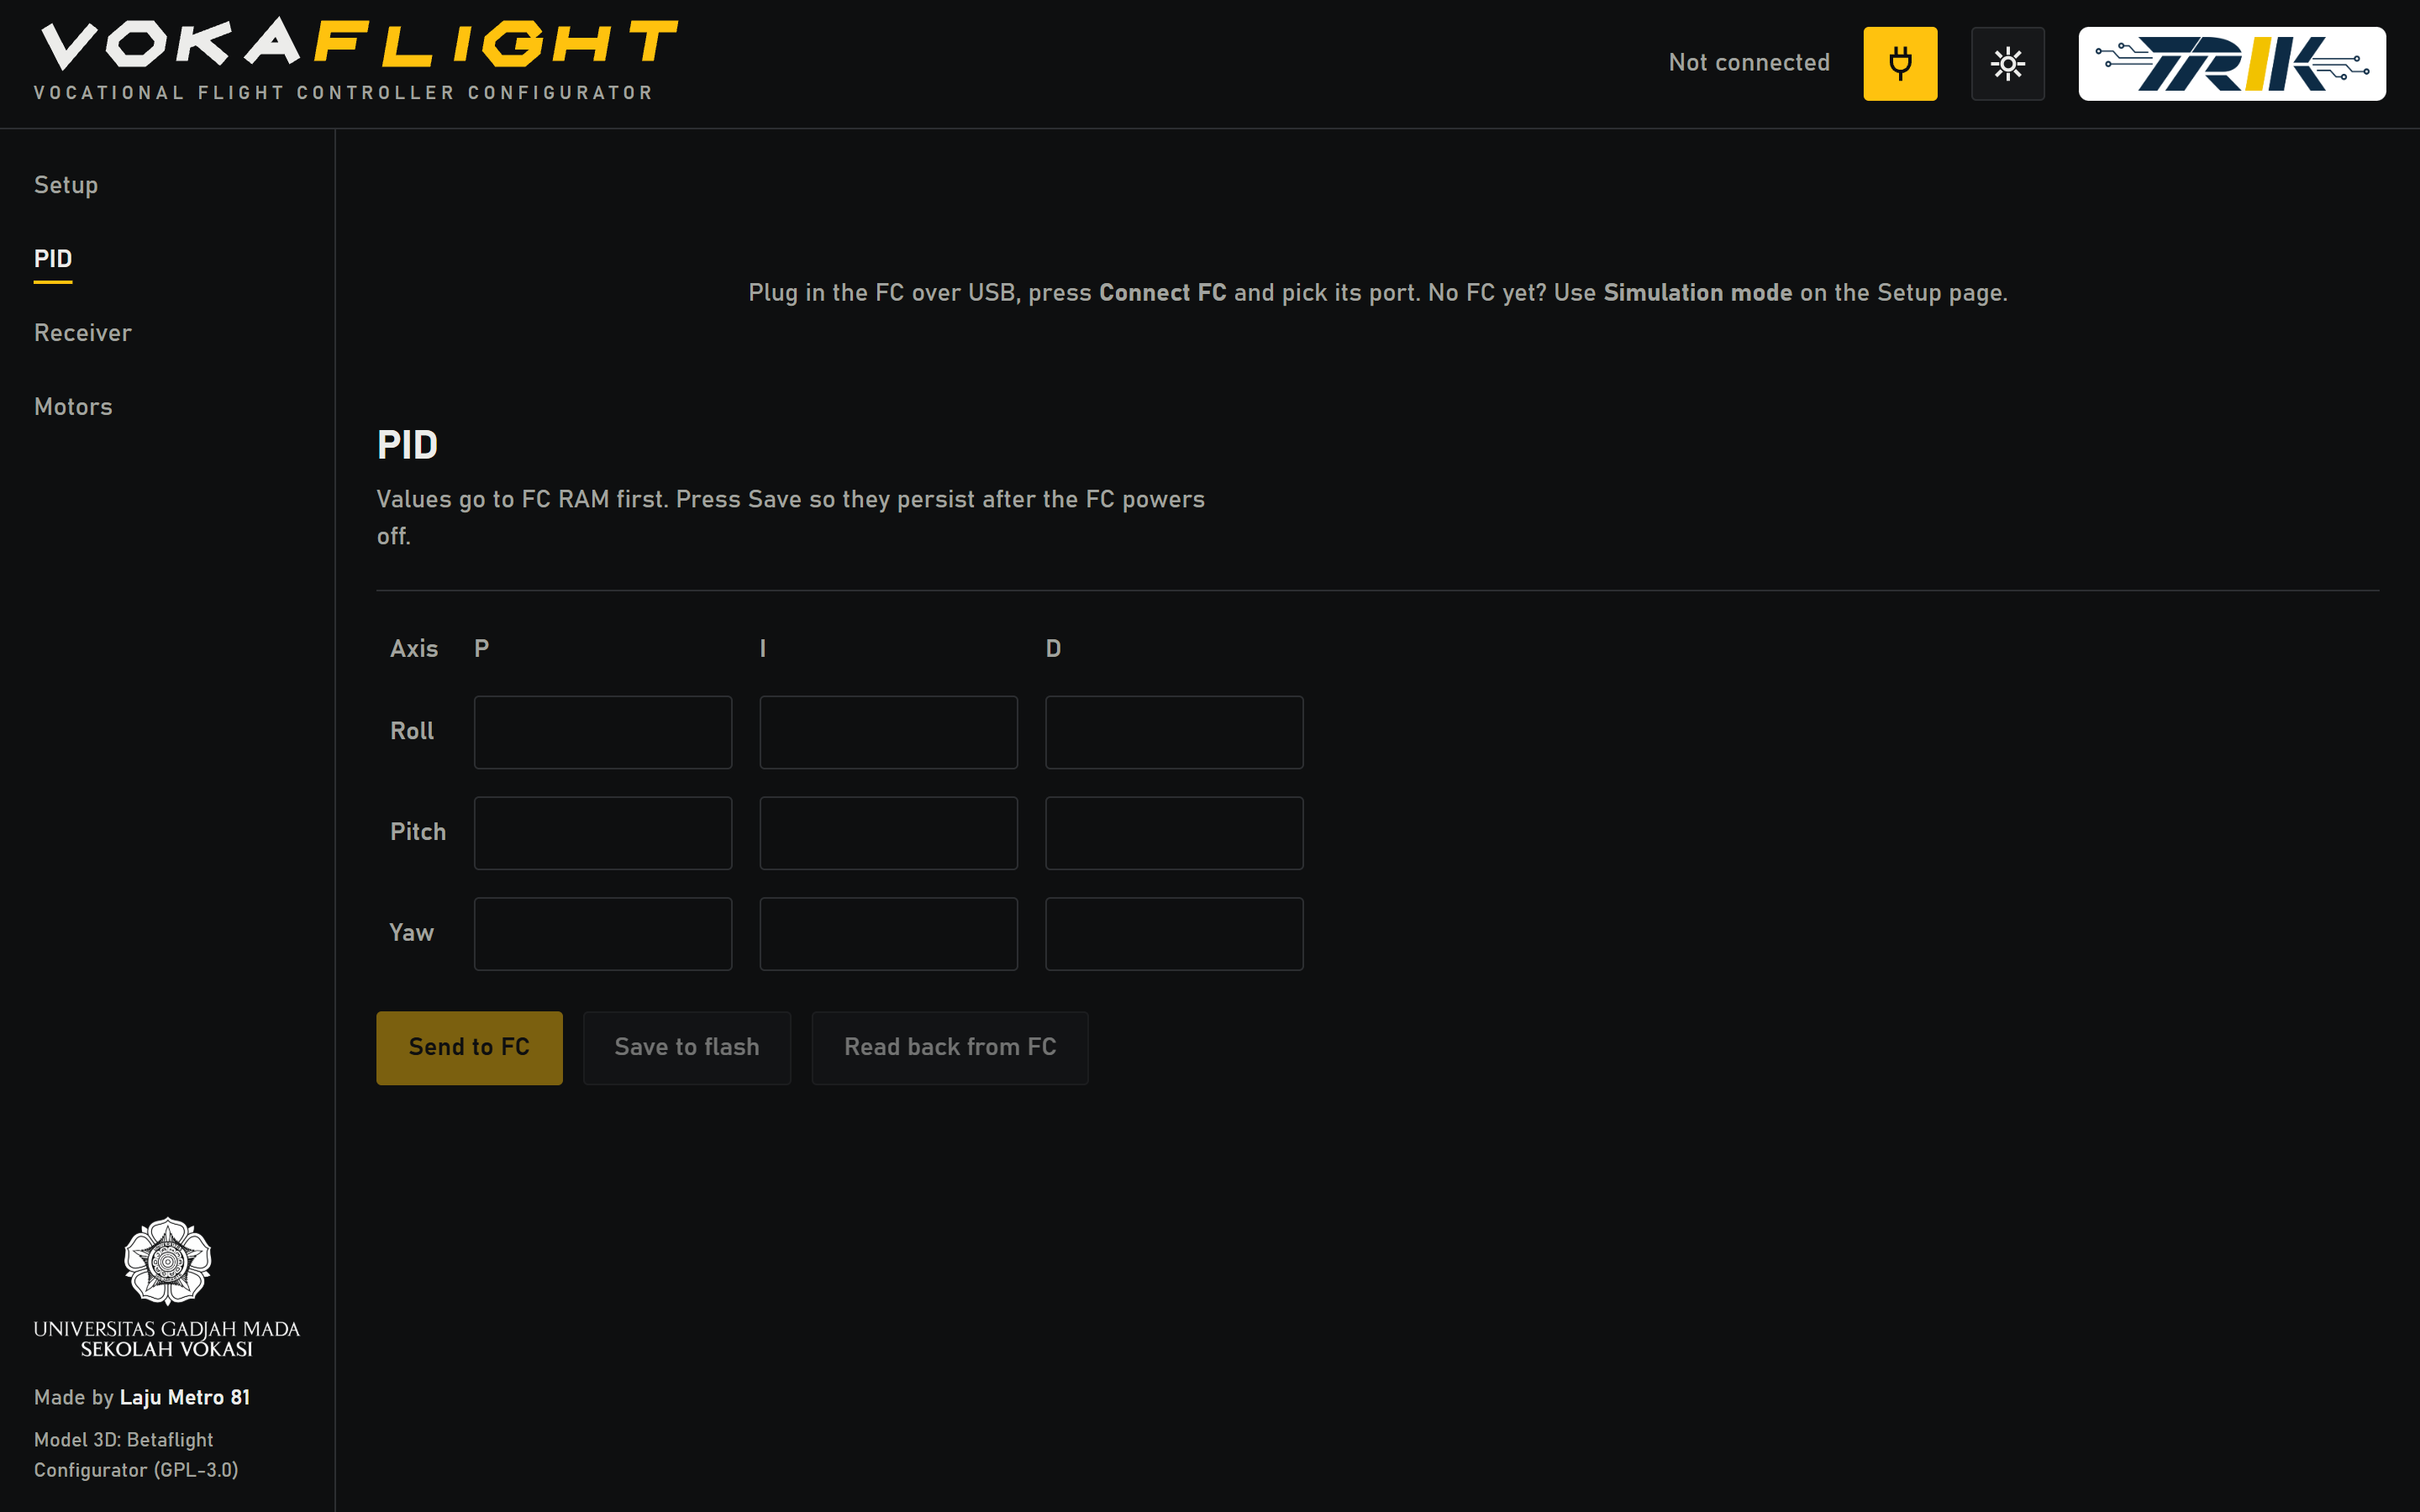 VOKAFLIGHT
VOCATIONAL FLIGHT CONTROLLER CONFIGURATOR
Not connected
TRIK
Setup
PID
Receiver
Motors
Plug in the FC over USB, press Connect FC and pick its port. No FC yet? Use Simulation mode on the Setup page.
PID
Values go to FC RAM first. Press Save so they persist after the FC powers
off.
Axis P I D
Roll
Pitch
Yaw
Send to FC Save to flash Read back from FC
UNIVERSITAS GADJAH MADA
SEKOLAH VOKASI
Made by Laju Metro 81
Model 3D: Betaflight
Configurator (GPL-3.0)